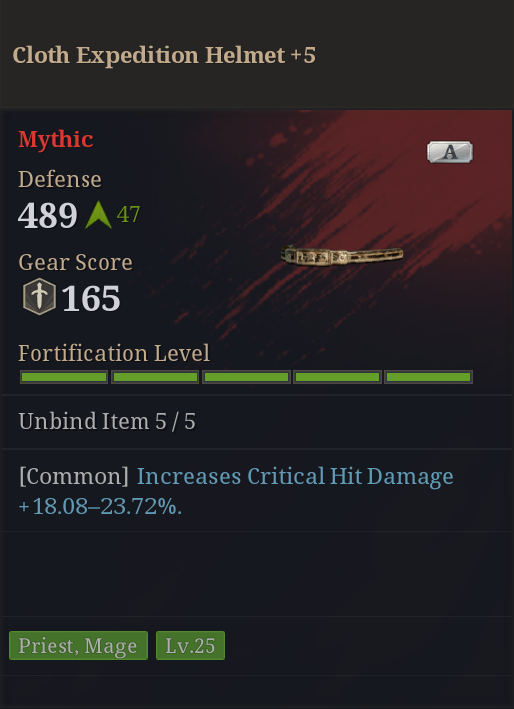 Cloth Expedition Helmet +5
Mythic
A
Defense
489 47
Gear Score
165
Fortification Level
Unbind Item 5 / 5
[Common] Increases Critical Hit Damage
+18.08–23.72%.
Priest, Mage Lv.25